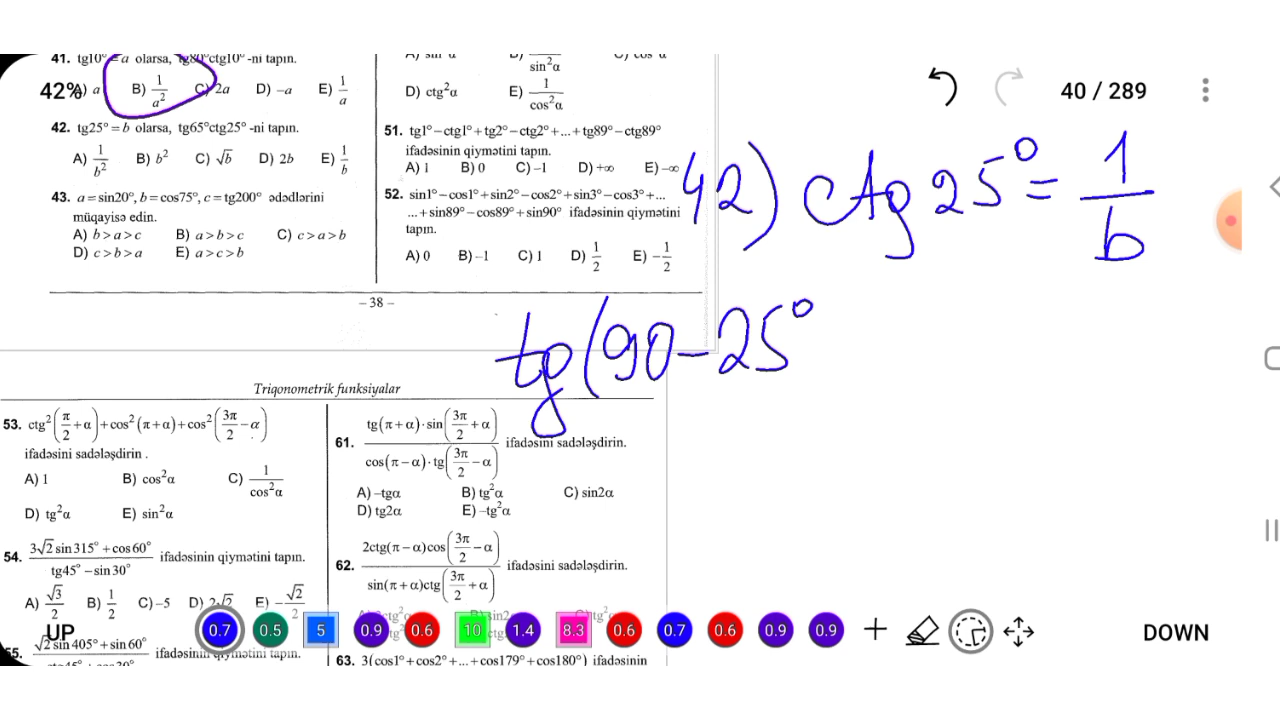 41. tg10° = a olarsa, tg80°ctg10° -ni tapın.
42%
A) a B) 1/a² C) 2a D) −a E) 1/a
42. tg25° = b olarsa, tg65°ctg25° -ni tapın.
A) 1/b² B) b² C) √b D) 2b E) 1/b
43. a = sin20°, b = cos75°, c = tg200° ədədlərini
müqayisə edin.
A) b > a > c B) a > b > c C) c > a > b
D) c > b > a E) a > c > b
sin²α
D) ctg²α E) 1/cos²α
51. tg1° − ctg1° + tg2° − ctg2° + ... + tg89° − ctg89°
ifadəsinin qiymətini tapın.
A) 1 B) 0 C) −1 D) +∞ E) −∞
52. sin1° − cos1° + sin2° − cos2° + sin3° − cos3° + ...
... + sin89° − cos89° + sin90° ifadəsinin qiymətini
tapın.
A) 0 B) −1 C) 1 D) 1/2 E) −1/2
– 38 –
40 / 289
42) ctg 25° = 1/b
tg(90 − 25°
Triqonometrik funksiyalar
53. ctg²(π/2 + α) + cos²(π + α) + cos²(3π/2 − α)
ifadəsini sadələşdirin .
A) 1 B) cos²α C) 1/cos²α
D) tg²α E) sin²α
54. (3√2 sin315° + cos60°)/(tg45° − sin30°) ifadəsinin qiymətini tapın.
A) √3/2 B) 1/2 C) −5 D) 2√2 E) −√2/2
55. √2 sin405° + sin60° ifadəsinin qiymətini tapın.
61. (tg(π + α) · sin(3π/2 + α))/(cos(π − α) · tg(3π/2 − α)) ifadəsini sadələşdirin.
A) −tgα B) tg²α C) sin2α
D) tg2α E) −tg²α
62. (2ctg(π − α)cos(3π/2 − α))/(sin(π + α)ctg(3π/2 + α)) ifadəsini sadələşdirin.
63. 3(cos1° + cos2° + ... + cos179° + cos180°) ifadəsinin
UP
0.7 0.5 5 0.9 0.6 10 1.4 8.3 0.6 0.7 0.6 0.9 0.9
DOWN